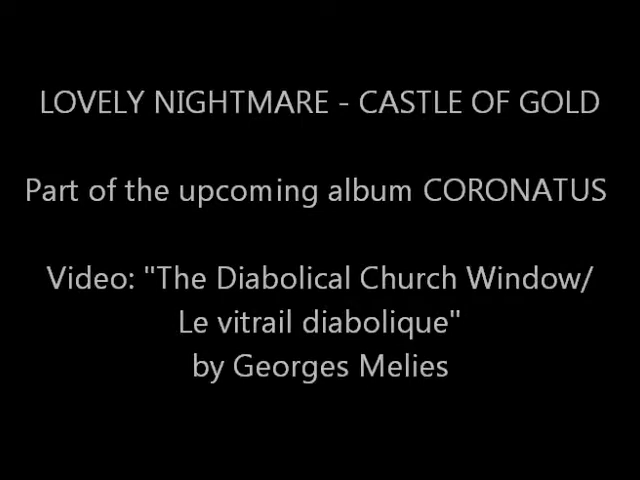 LOVELY NIGHTMARE - CASTLE OF GOLD
Part of the upcoming album CORONATUS
Video: "The Diabolical Church Window/
Le vitrail diabolique"
by Georges Melies